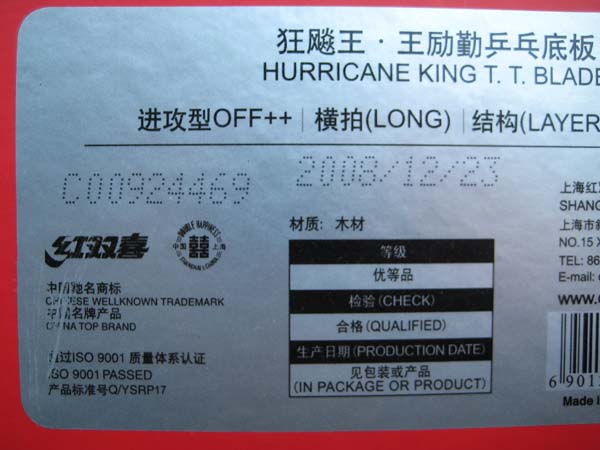 狂飚王·王励勤乒乓底板
HURRICANE KING T. T. BLADE
进攻型OFF++ 横拍(LONG) 结构(LAYER
C00924469
2008/12/23
红双喜
DOUBLE HAPPINESS
中国 囍 上海
SHANGHAI CHINA
中国驰名商标
CHINESE WELLKNOWN TRADEMARK
中国名牌产品
CHINA TOP BRAND
通过ISO 9001 质量体系认证
ISO 9001 PASSED
产品标准号Q/YSRP17
材质: 木材
等级
优等品
检验(CHECK)
合格(QUALIFIED)
生产日期(PRODUCTION DATE)
见包装或产品
(IN PACKAGE OR PRODUCT)
上海红
SHANG
上海市
NO.15 X
TEL: 86
E-mail:
www.
6 901
Made i